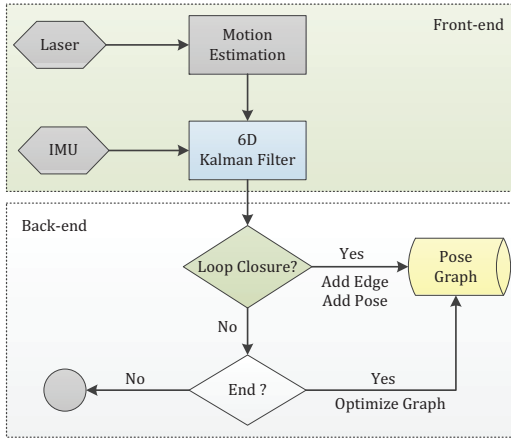 Front-end
Laser
Motion
Estimation
IMU
6D
Kalman Filter
Back-end
Loop Closure?
Yes
Add Edge
Add Pose
Pose
Graph
No
End ?
No
Yes
Optimize Graph